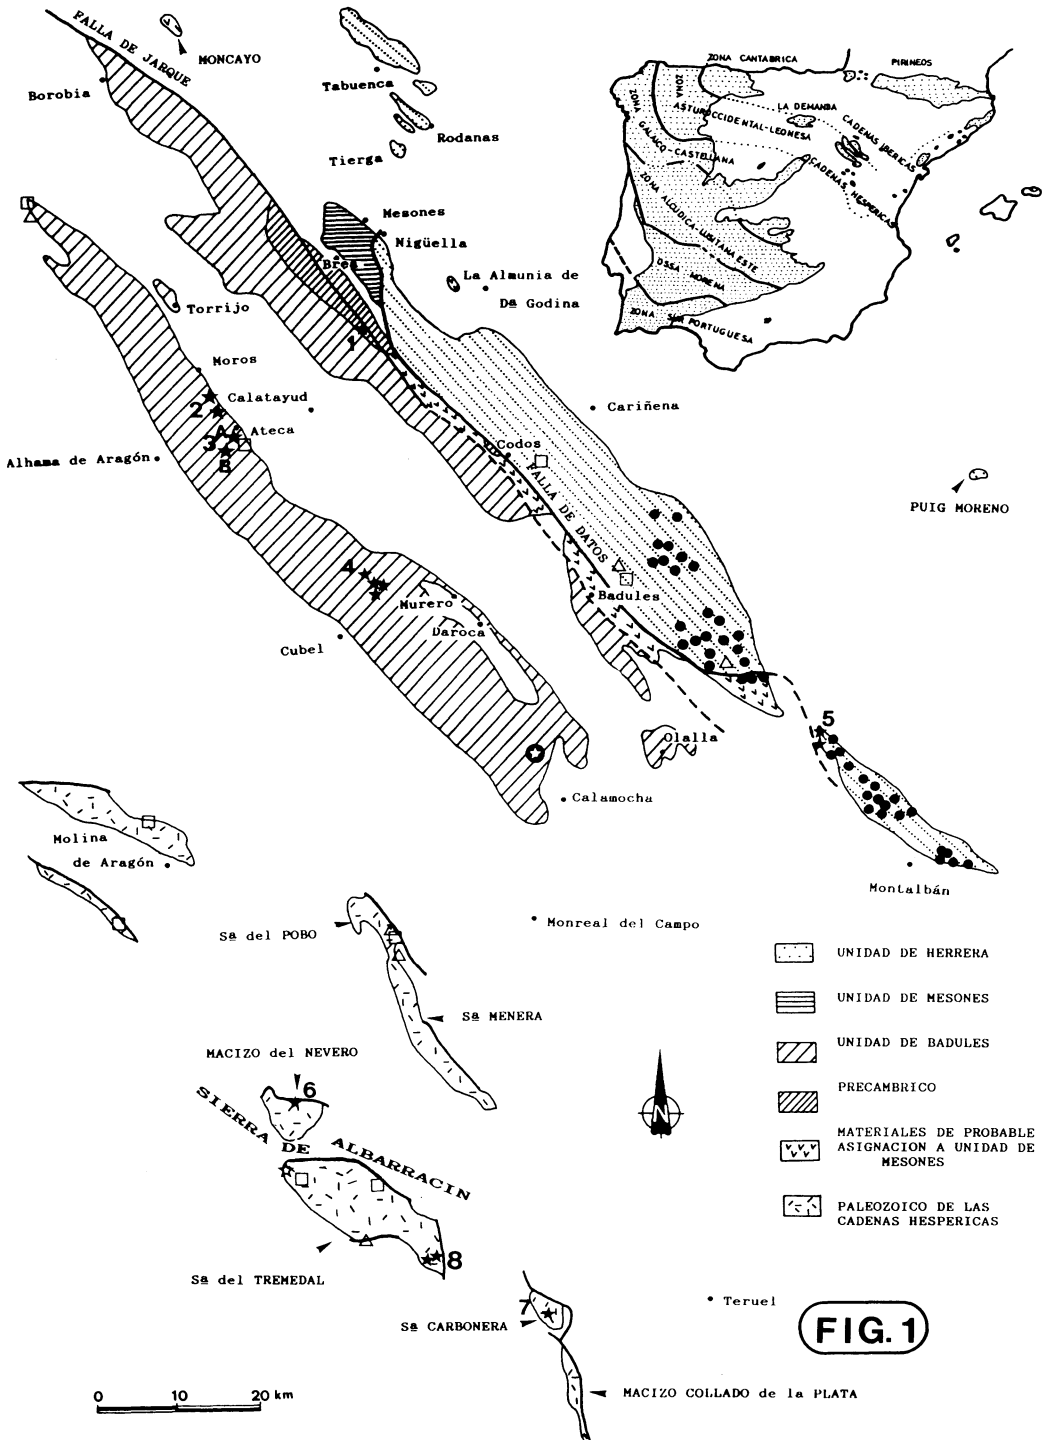 FALLA DE JARQUE
MONCAYO
Borobia
Tabuenca
Rodanas
Tierga
Mesones
Nigüella
Brea
La Almunia de
Dª Godina
Torrijo
1
Moros
Calatayud
2
A
Ateca
3
B
Alhama de Aragón
Cariñena
Codos
FALLA DE DATOS
PUIG MORENO
4
Badules
Murero
Daroca
Cubel
Olalla
5
Calamocha
Molina
de Aragón
Montalbán
Sª del POBO
Monreal del Campo
Sª MENERA
MACIZO del NEVERO
6
SIERRA DE ALBARRACIN
8
Sª del TREMEDAL
7
Sª CARBONERA
Teruel
MACIZO COLLADO de la PLATA
ZONA CANTABRICA
PIRINEOS
ZONA
ASTUROCCIDENTAL-LEONESA
LA DEMANDA
CADENAS IBERICAS
CADENAS HESPERICAS
ZONA GALAICO-CASTELLANA
ZONA ALCUDICA-LUSITANA ESTE
OSSA MORENA
ZONA SUR PORTUGUESA
UNIDAD DE HERRERA
UNIDAD DE MESONES
UNIDAD DE BADULES
PRECAMBRICO
MATERIALES DE PROBABLE
ASIGNACION A UNIDAD DE
MESONES
PALEOZOICO DE LAS
CADENAS HESPERICAS
N
FIG. 1
0 10 20 km